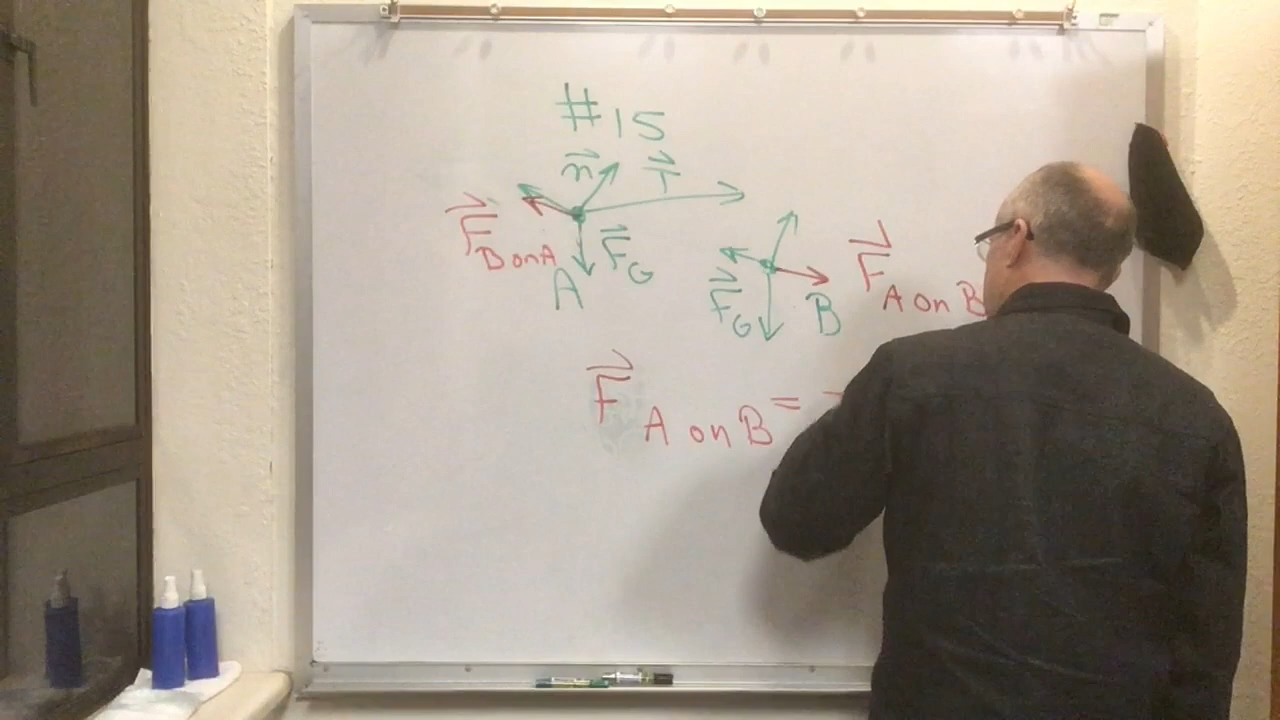 #15
n T
F B on A
F G
A
F G
B
F A on B
F A on B = -